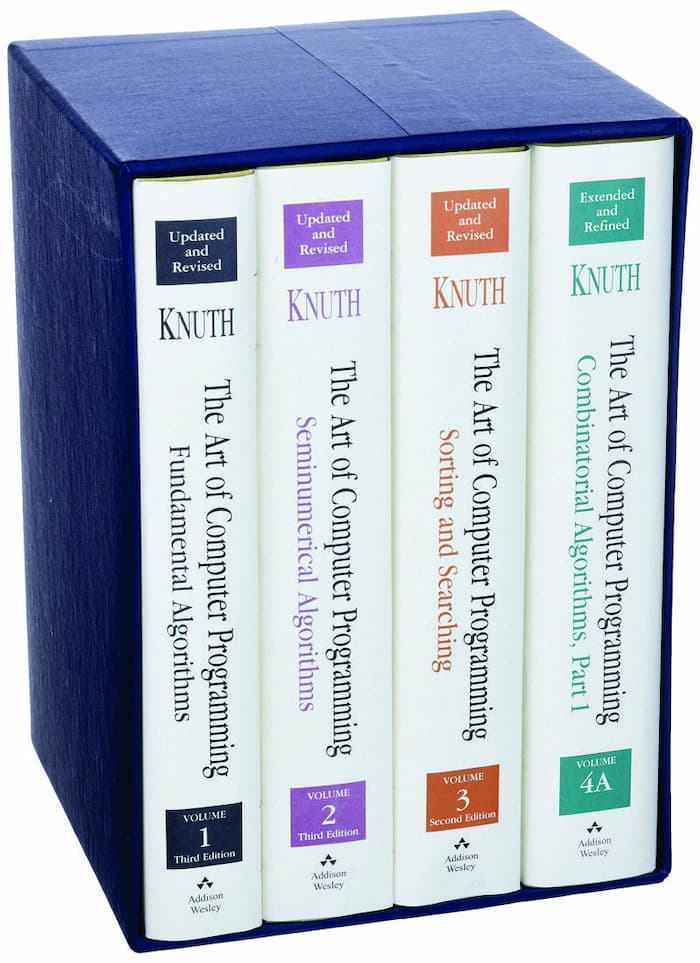 Updated
and
Revised
KNUTH
The Art of Computer Programming
Fundamental Algorithms
VOLUME
1
Third Edition
Addison
Wesley
Updated
and
Revised
KNUTH
The Art of Computer Programming
Seminumerical Algorithms
VOLUME
2
Third Edition
Addison
Wesley
Updated
and
Revised
KNUTH
The Art of Computer Programming
Sorting and Searching
VOLUME
3
Second Edition
Addison
Wesley
Extended
and
Refined
KNUTH
The Art of Computer Programming
Combinatorial Algorithms, Part 1
VOLUME
4A
Addison
Wesley